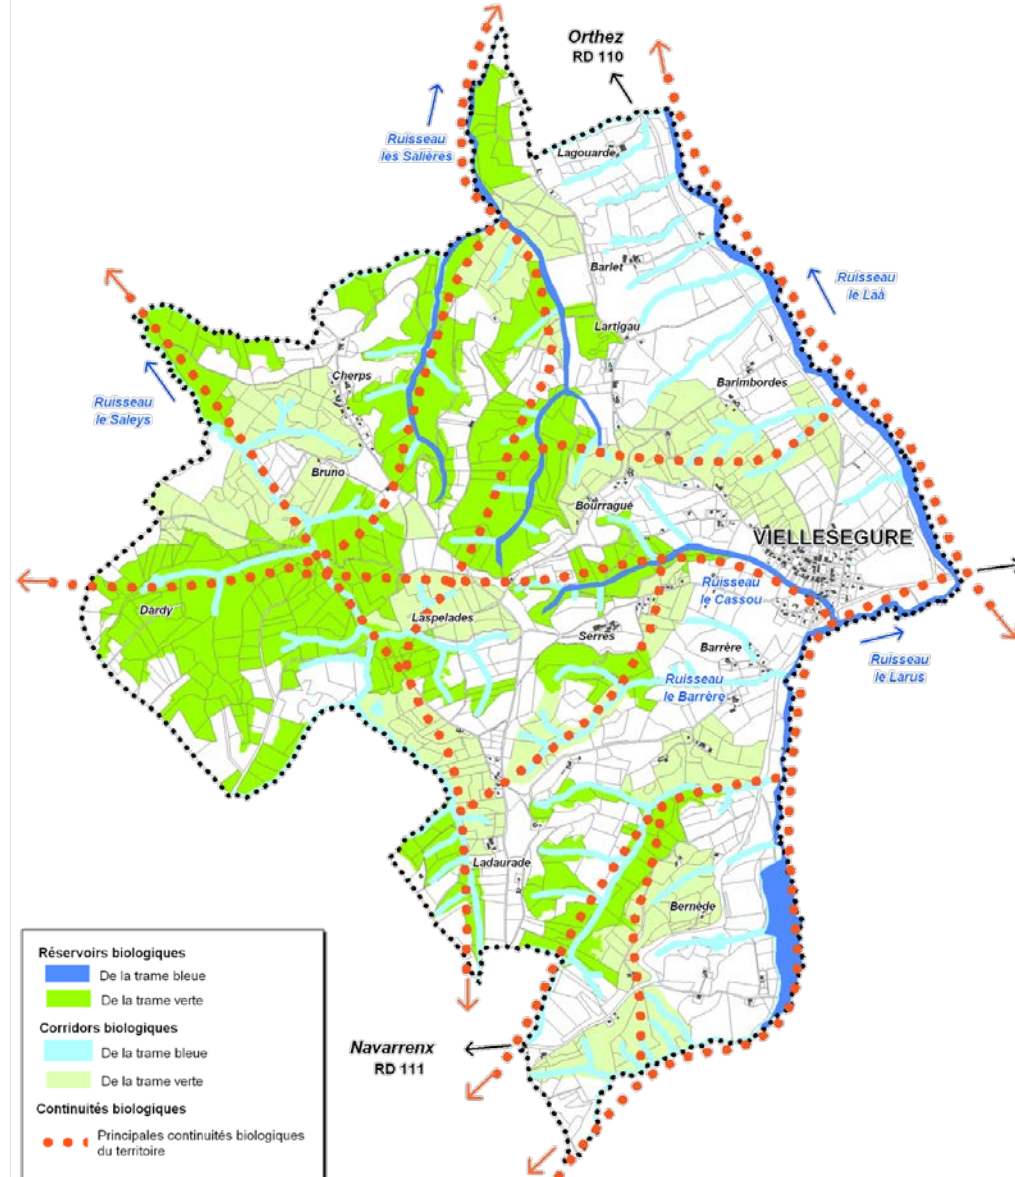 Orthez
RD 110
Ruisseau
les Salières
Lagouarde
Barlet
Ruisseau
le Laà
Lartigau
Cherps
Barimbordes
Ruisseau
le Saleys
Bruno
Bourragué
VIELLESEGURE
Ruisseau
le Cassou
Dardy
Laspelades
Serres
Barrère
Ruisseau
le Larus
Ruisseau
le Barrère
Ladaurade
Bernède
Navarrenx
RD 111
Réservoirs biologiques
De la trame bleue
De la trame verte
Corridors biologiques
De la trame bleue
De la trame verte
Continuités biologiques
Principales continuités biologiques
du territoire